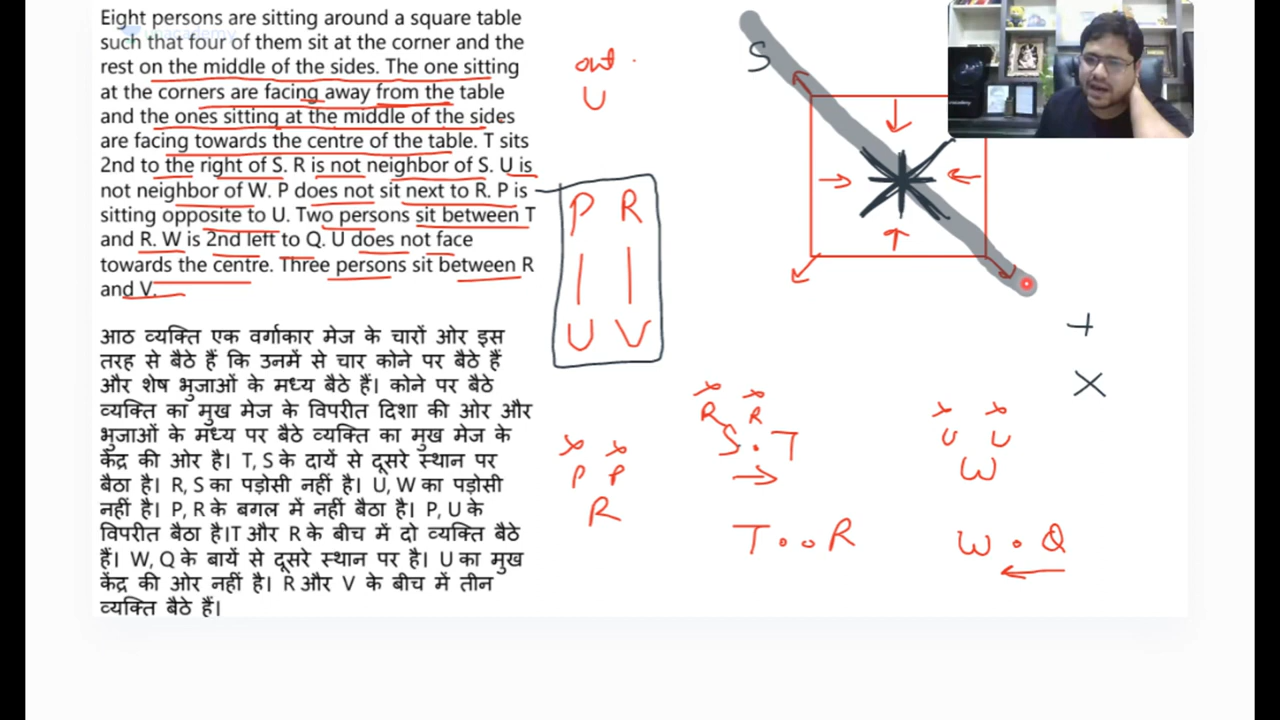 Eight persons are sitting around a square table
such that four of them sit at the corner and the
rest on the middle of the sides. The one sitting
at the corners are facing away from the table
and the ones sitting at the middle of the sides
are facing towards the centre of the table. T sits
2nd to the right of S. R is not neighbor of S. U is
not neighbor of W. P does not sit next to R. P is
sitting opposite to U. Two persons sit between T
and R. W is 2nd left to Q. U does not face
towards the centre. Three persons sit between R
and V.
आठ व्यक्ति एक वर्गाकार मेज के चारों ओर इस
तरह से बैठे हैं कि उनमें से चार कोने पर बैठे हैं
और शेष भुजाओं के मध्य बैठे हैं। कोने पर बैठे
व्यक्ति का मुख मेज के विपरीत दिशा की ओर और
भुजाओं के मध्य पर बैठे व्यक्ति का मुख मेज के
केंद्र की ओर है। T, S के दायें से दूसरे स्थान पर
बैठा है। R, S का पड़ोसी नहीं है। U, W का पड़ोसी
नहीं है। P, R के बगल में नहीं बैठा है। P, U के
विपरीत बैठा है।T और R के बीच में दो व्यक्ति बैठे
हैं। W, Q के बायें से दूसरे स्थान पर है। U का मुख
केंद्र की ओर नहीं है। R और V के बीच में तीन
व्यक्ति बैठे हैं।
out
U
P R
U V
S
x x
P P
R
x x
R R
S . T
T . . R
x x
U U
W
W . Q
+
X